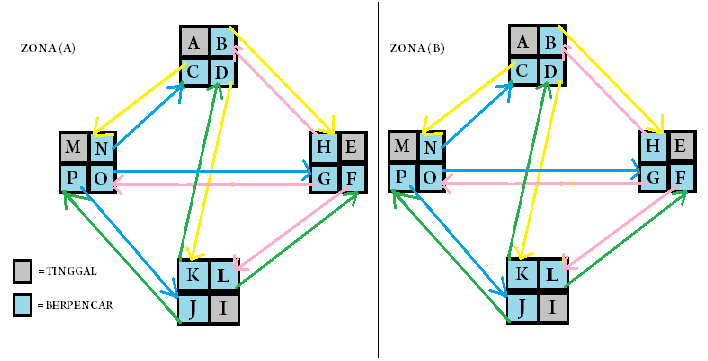 ZONA(A)
A B
C D
M N
P O
H E
G F
K L
J I
= TINGGAL
= BERPENCAR
ZONA(B)
A B
C D
M N
P O
H E
G F
K L
J I